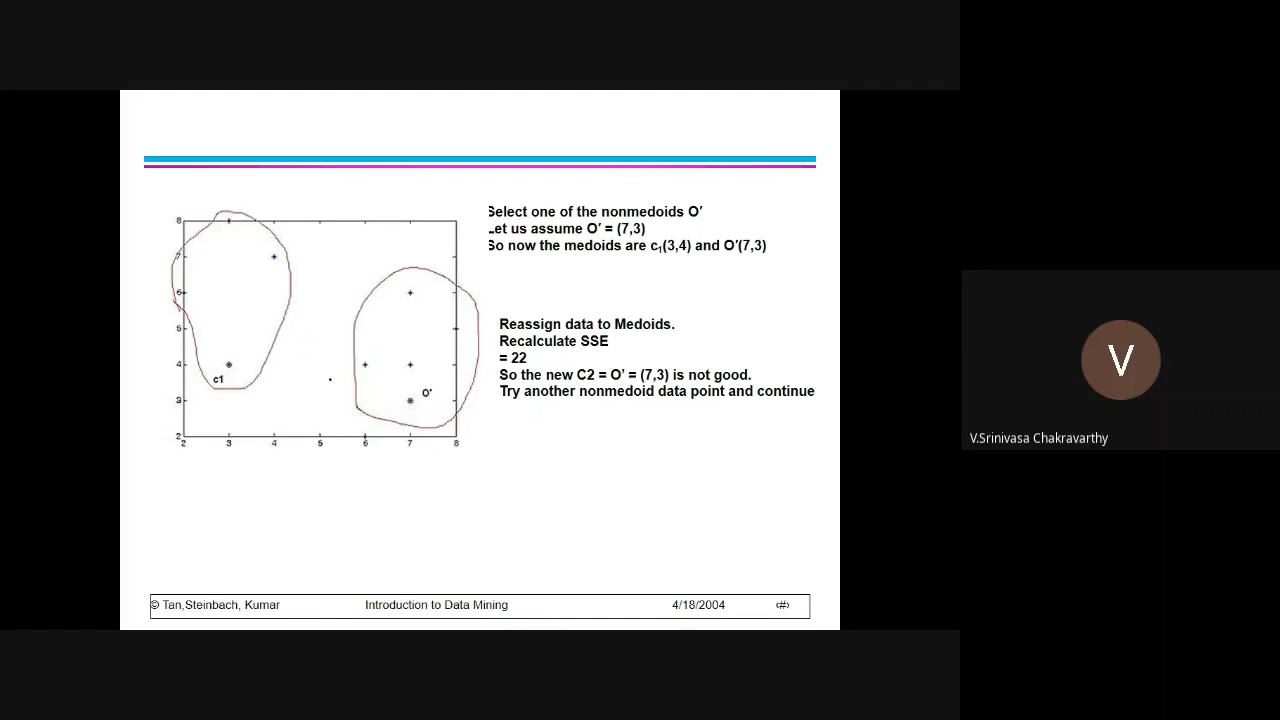 Select one of the nonmedoids O′
Let us assume O′ = (7,3)
So now the medoids are c1(3,4) and O′(7,3)
Reassign data to Medoids.
Recalculate SSE
= 22
So the new C2 = O’ = (7,3) is not good.
Try another nonmedoid data point and continue
8
7
6
5
4
3
2
c1
O'
2 3 4 5 6 7 8
V
V.Srinivasa Chakravarthy
© Tan,Steinbach, Kumar Introduction to Data Mining 4/18/2004 ‹#›